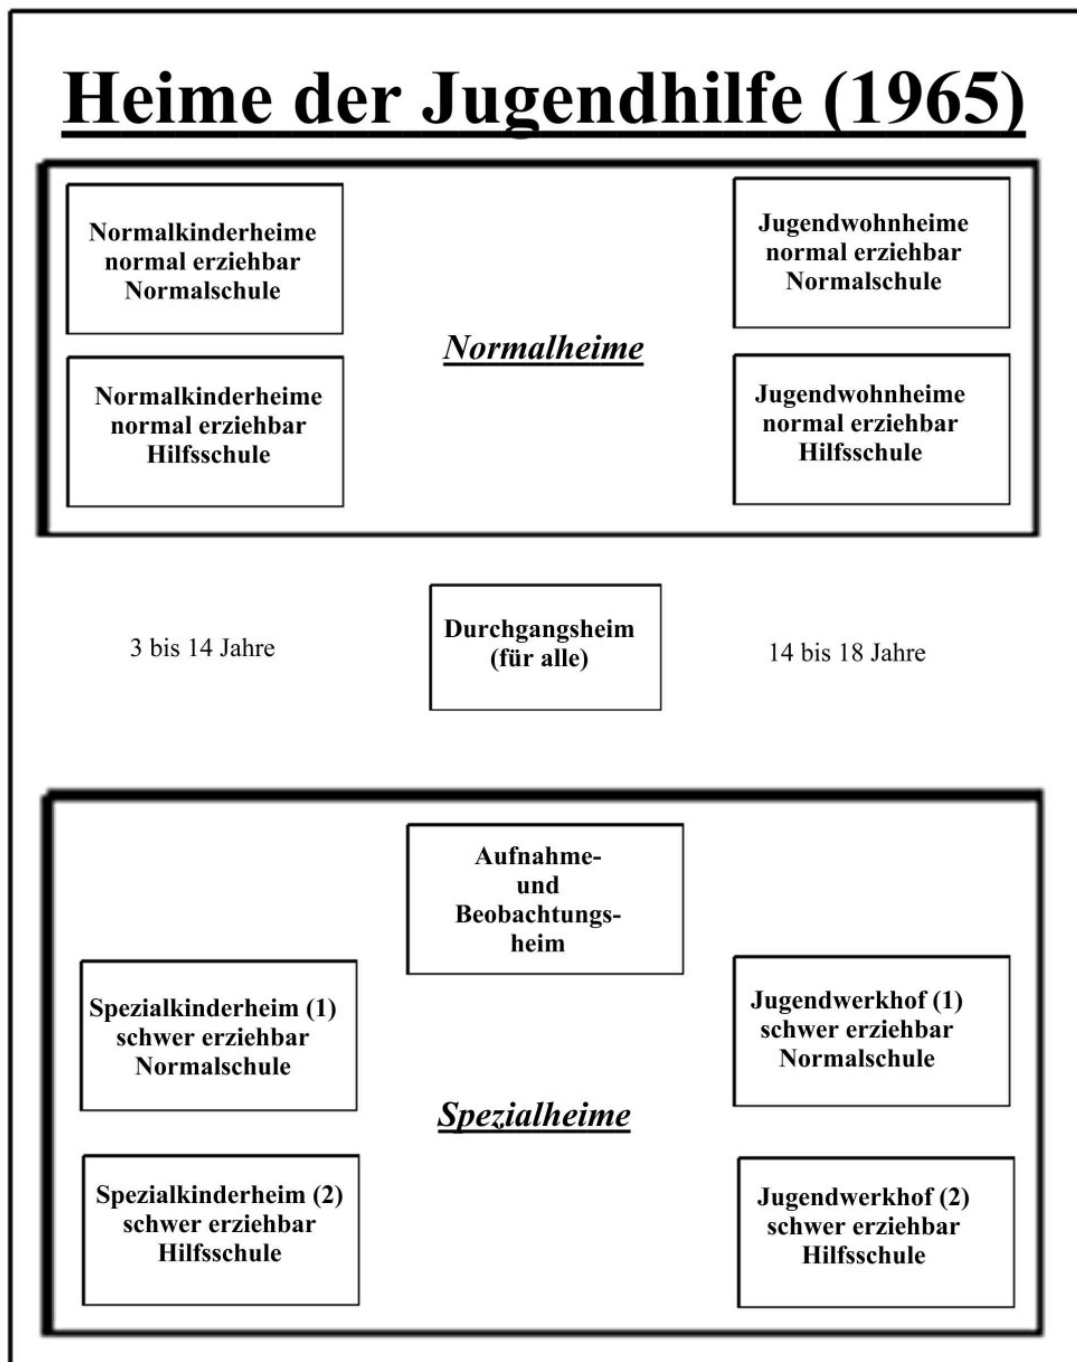 Heime der Jugendhilfe (1965)
Normalkinderheime
normal erziehbar
Normalschule
Jugendwohnheime
normal erziehbar
Normalschule
Normalheime
Normalkinderheime
normal erziehbar
Hilfsschule
Jugendwohnheime
normal erziehbar
Hilfsschule
3 bis 14 Jahre
Durchgangsheim
(für alle)
14 bis 18 Jahre
Aufnahme-
und
Beobachtungs-
heim
Spezialkinderheim (1)
schwer erziehbar
Normalschule
Jugendwerkhof (1)
schwer erziehbar
Normalschule
Spezialheime
Spezialkinderheim (2)
schwer erziehbar
Hilfsschule
Jugendwerkhof (2)
schwer erziehbar
Hilfsschule